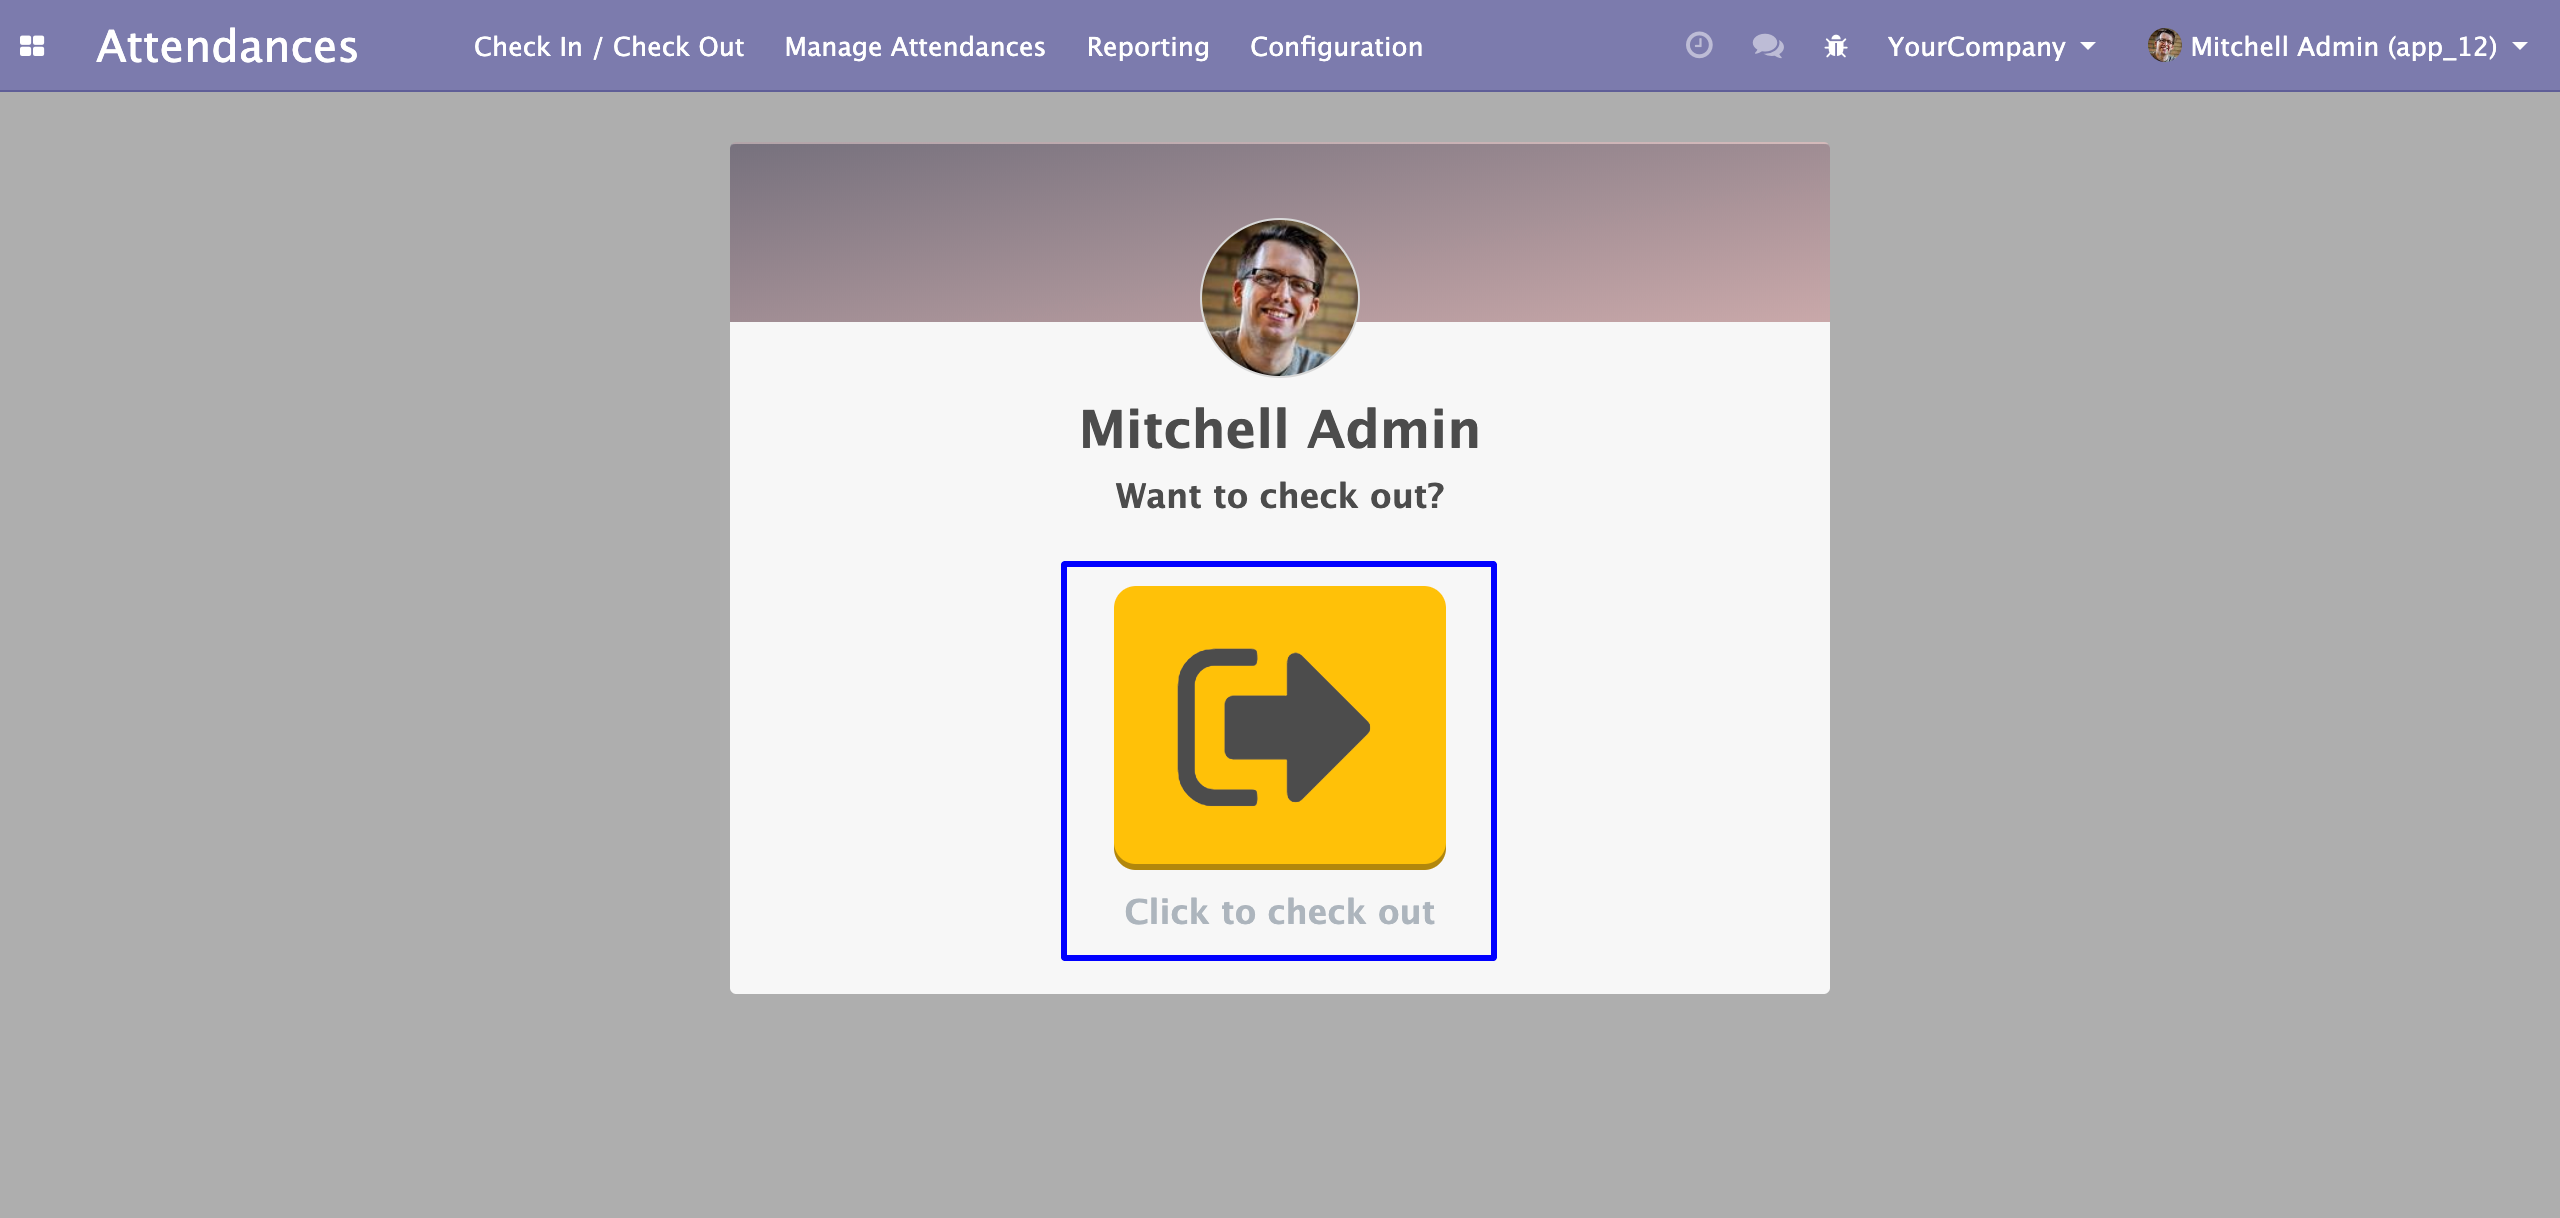 Attendances Check In / Check Out Manage Attendances Reporting Configuration YourCompany Mitchell Admin (app_12)
Mitchell Admin
Want to check out?
Click to check out